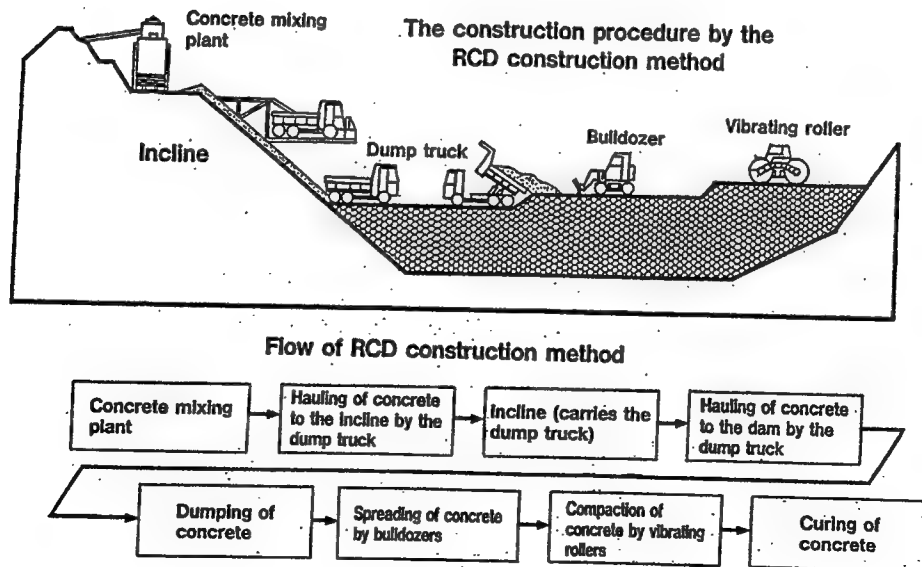 Concrete mixing
plant
The construction procedure by the
RCD construction method
Incline
Dump truck
Bulldozer
Vibrating roller
Flow of RCD construction method
Concrete mixing
plant
Hauling of concrete
to the incline by the
dump truck
Incline (carries the
dump truck)
Hauling of concrete
to the dam by the
dump truck
Dumping of
concrete
Spreading of concrete
by bulldozers
Compaction of
concrete by vibrating
rollers
Curing of
concrete